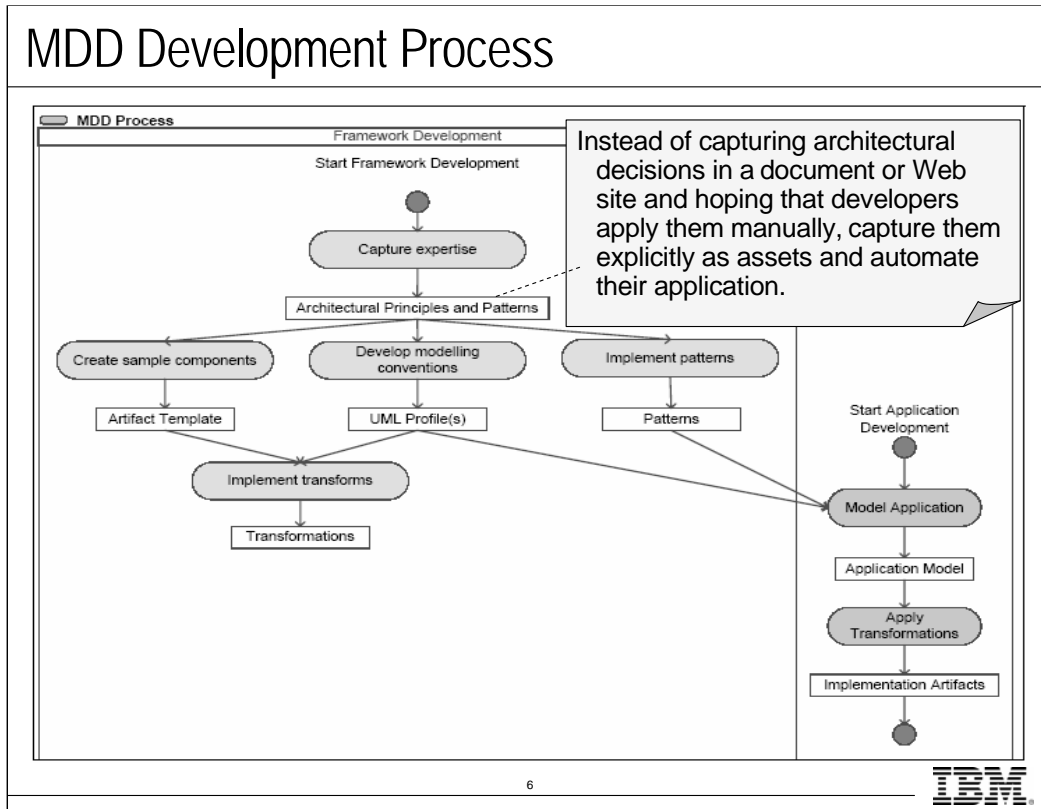 MDD Development Process
MDD Process
Framework Development
Start Framework Development
Instead of capturing architectural
decisions in a document or Web
site and hoping that developers
apply them manually, capture them
explicitly as assets and automate
their application.
Capture expertise
Architectural Principles and Patterns
Create sample components
Develop modelling
conventions
Implement patterns
Artifact Template
UML Profile(s)
Patterns
Start Application
Development
Implement transforms
Model Application
Transformations
Application Model
Apply
Transformations
Implementation Artifacts
6
IBM.